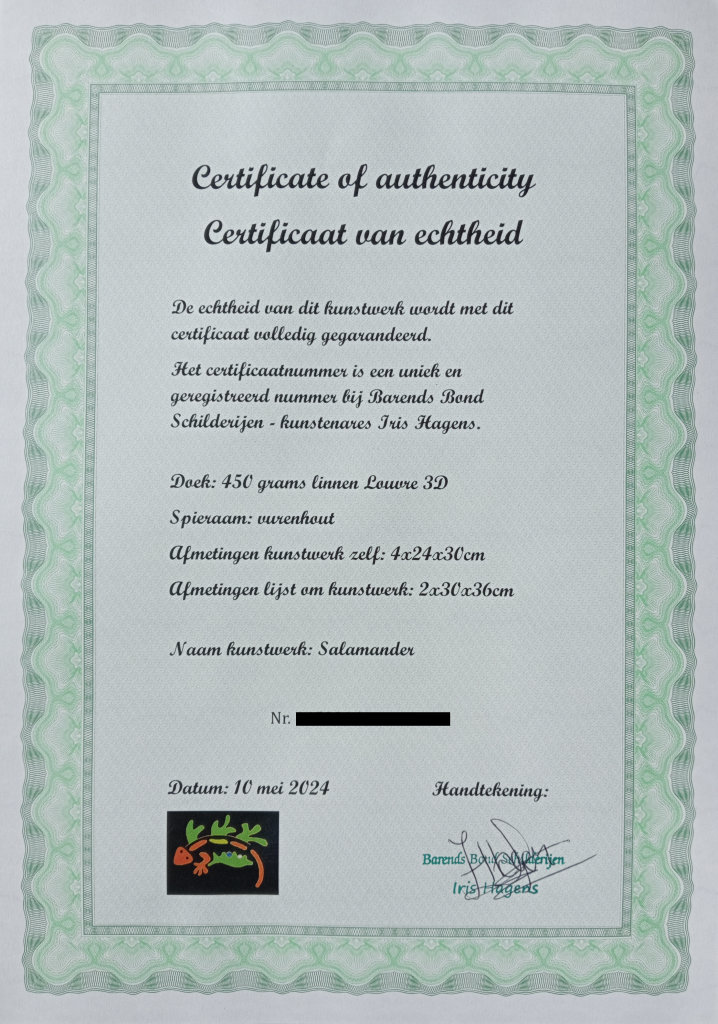 Certificate of authenticity
Certificaat van echtheid
De echtheid van dit kunstwerk wordt met dit
certificaat volledig gegarandeerd.
Het certificaatnummer is een uniek en
geregistreerd nummer bij Barends Bond
Schilderijen - kunstenares Iris Hagens.
Doek: 450 grams linnen Louvre 3D
Spieraam: vurenhout
Afmetingen kunstwerk zelf: 4x24x30cm
Afmetingen lijst om kunstwerk: 2x30x36cm
Naam kunstwerk: Salamander
Nr.
Datum: 10 mei 2024
Handtekening:
Barends Bond Schilderijen
Iris Hagens